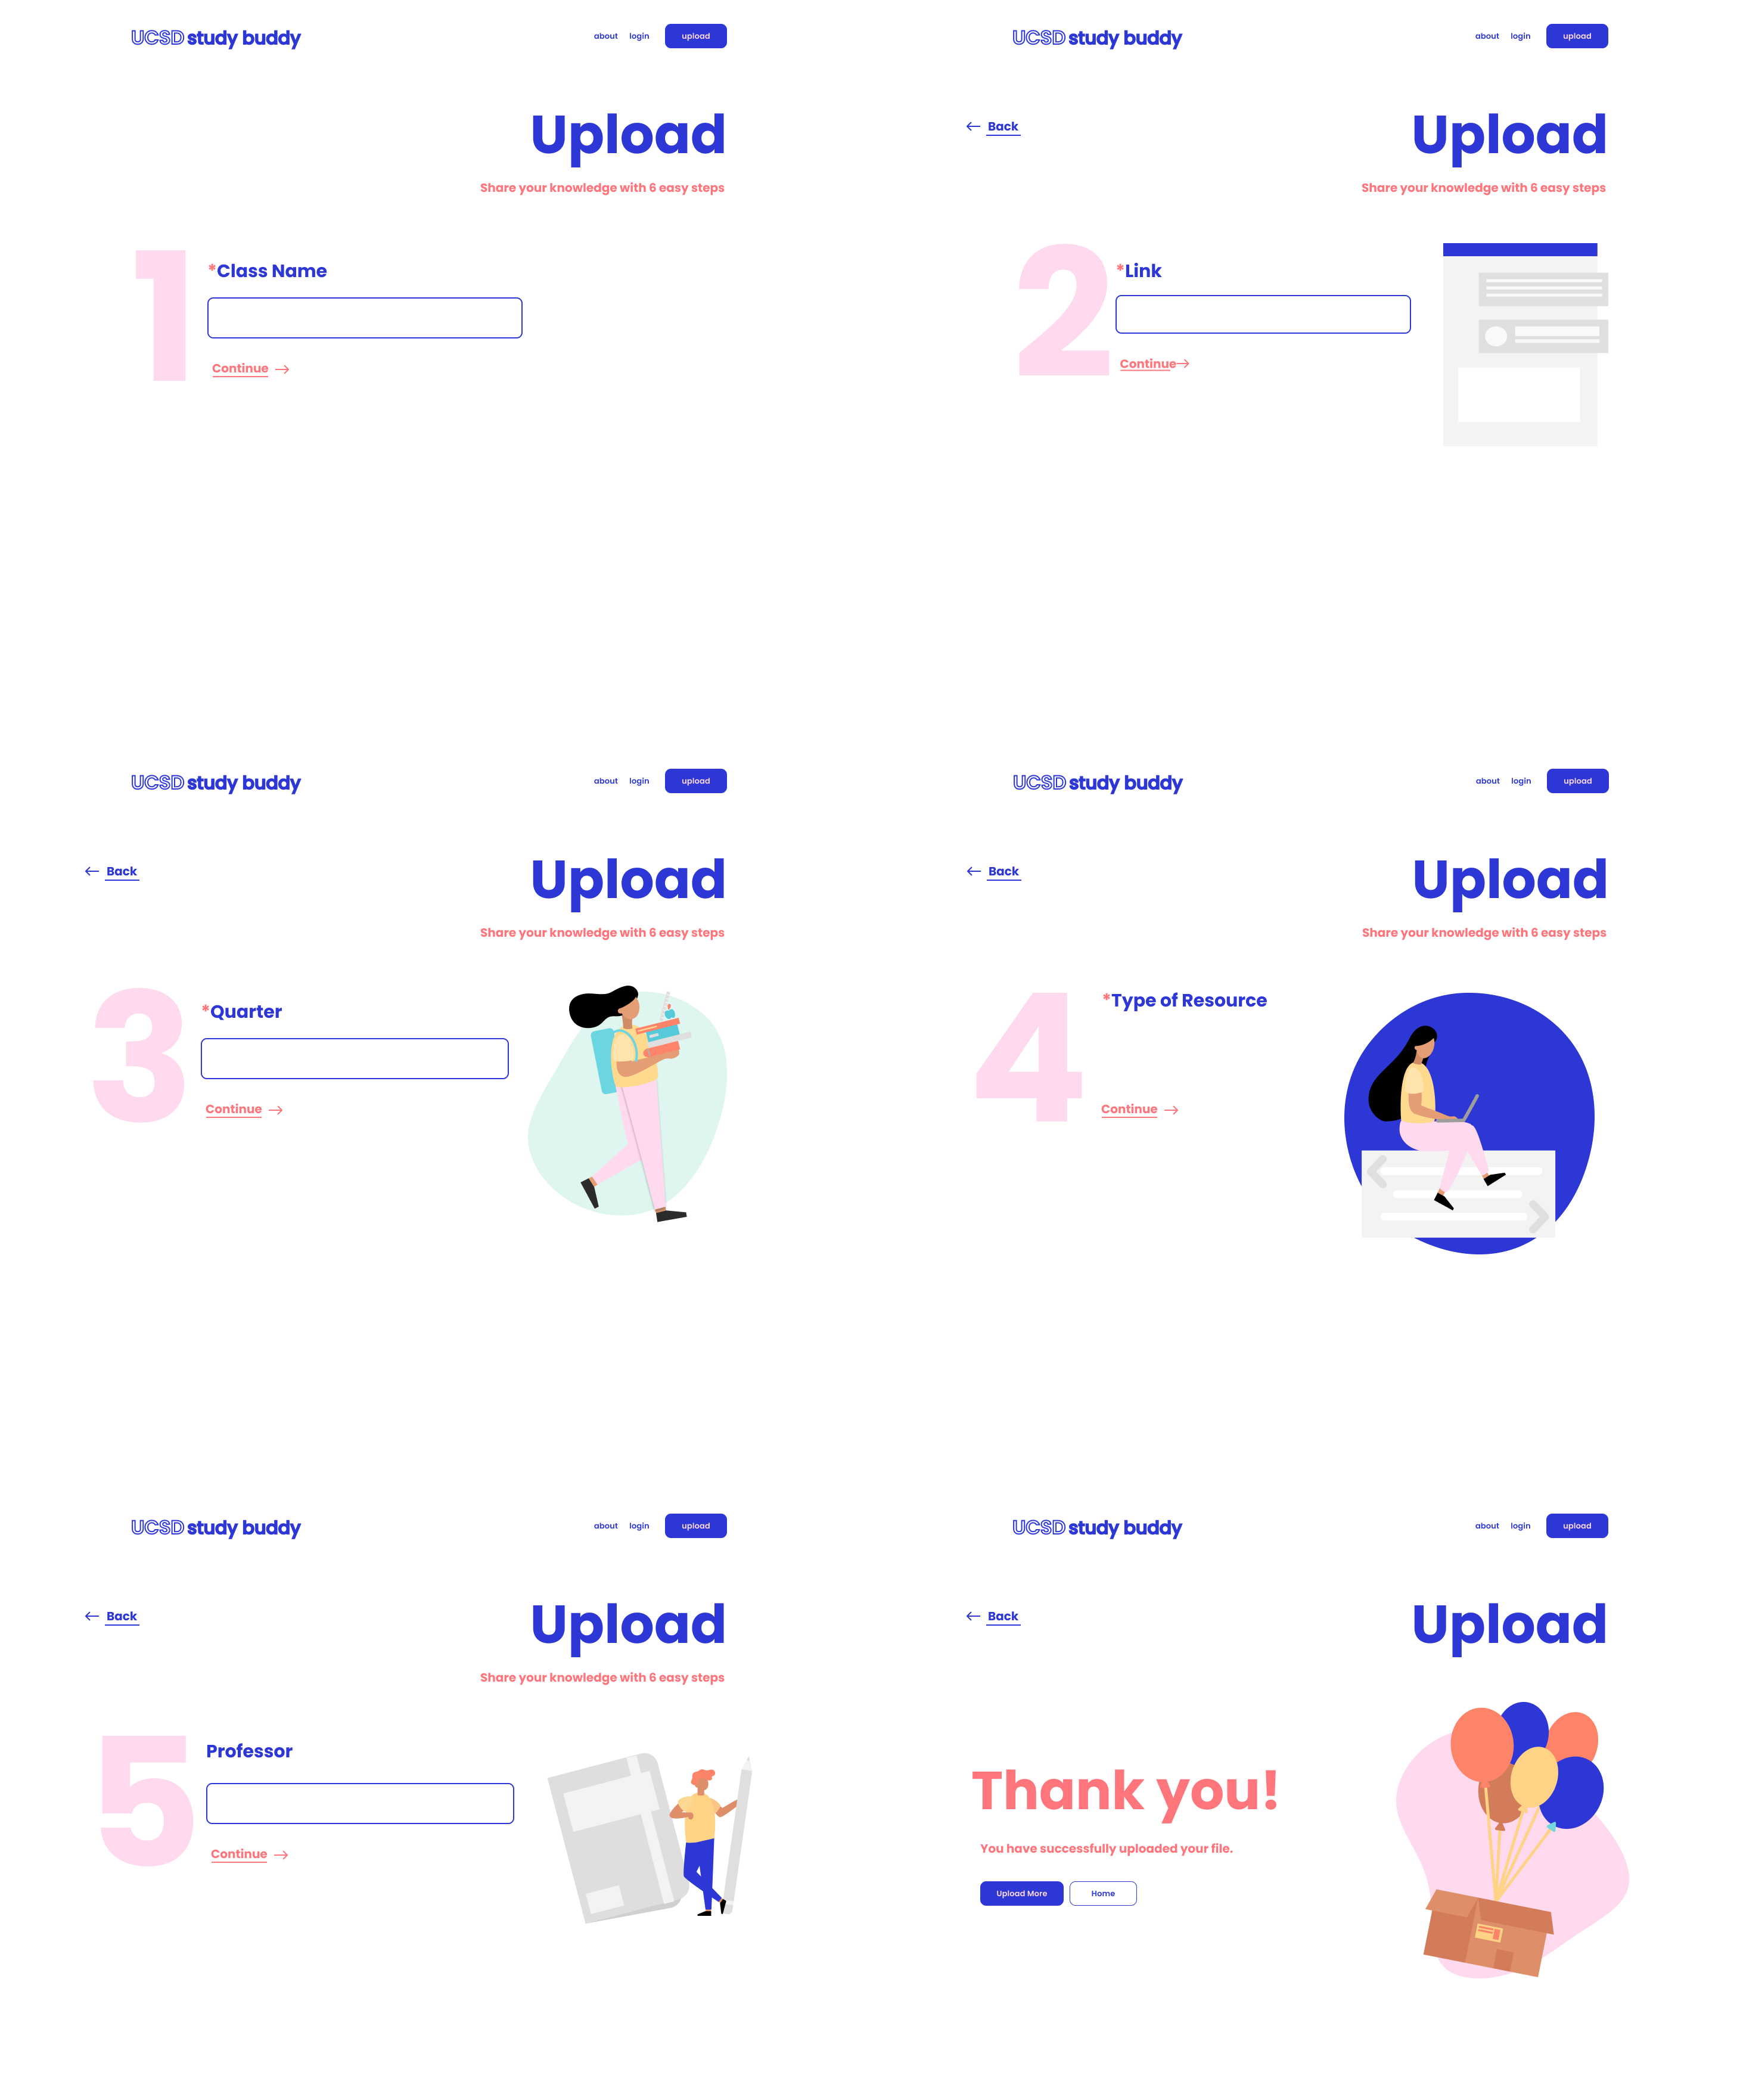 UCSD study buddy
about login upload
Upload
Share your knowledge with 6 easy steps
1
*Class Name
Continue
UCSD study buddy
about login upload
Back
Upload
Share your knowledge with 6 easy steps
2
*Link
Continue
UCSD study buddy
about login upload
Back
Upload
Share your knowledge with 6 easy steps
3
*Quarter
Continue
UCSD study buddy
about login upload
Back
Upload
Share your knowledge with 6 easy steps
4
*Type of Resource
Continue
UCSD study buddy
about login upload
Back
Upload
Share your knowledge with 6 easy steps
5
Professor
Continue
UCSD study buddy
about login upload
Back
Upload
Thank you!
You have successfully uploaded your file.
Upload More Home